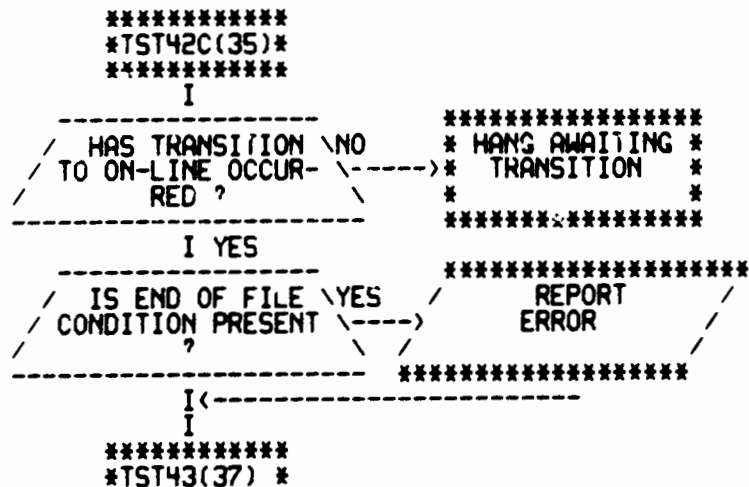 ************
*TST42C(35)*
************
I
HAS TRANSITION NO
TO ON-LINE OCCUR-
RED ?
* HANG AWAITING *
TRANSITION
I YES
IS END OF FILE YES
CONDITION PRESENT
?
REPORT
ERROR
I
I
************
*TST43(37) *